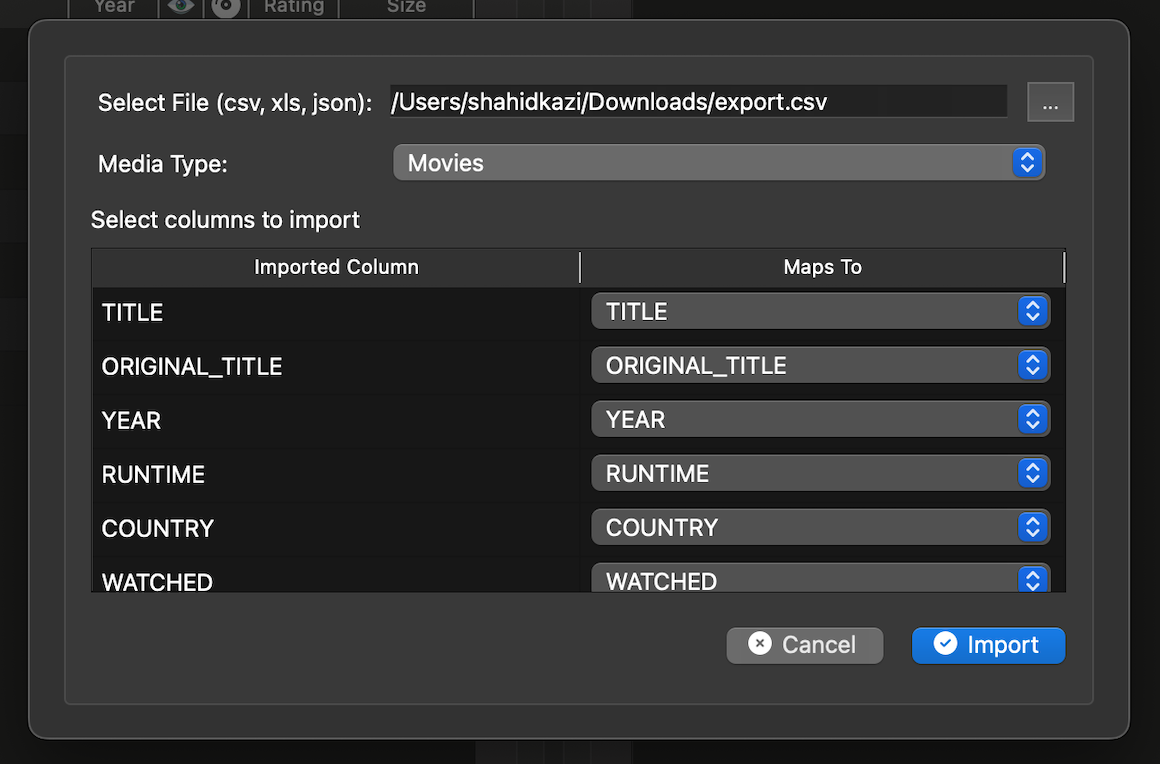 Year Rating Size
Select File (csv, xls, json): /Users/shahidkazi/Downloads/export.csv ...
Media Type: Movies
Select columns to import
Imported Column Maps To
TITLE TITLE
ORIGINAL_TITLE ORIGINAL_TITLE
YEAR YEAR
RUNTIME RUNTIME
COUNTRY COUNTRY
WATCHED WATCHED
Cancel Import